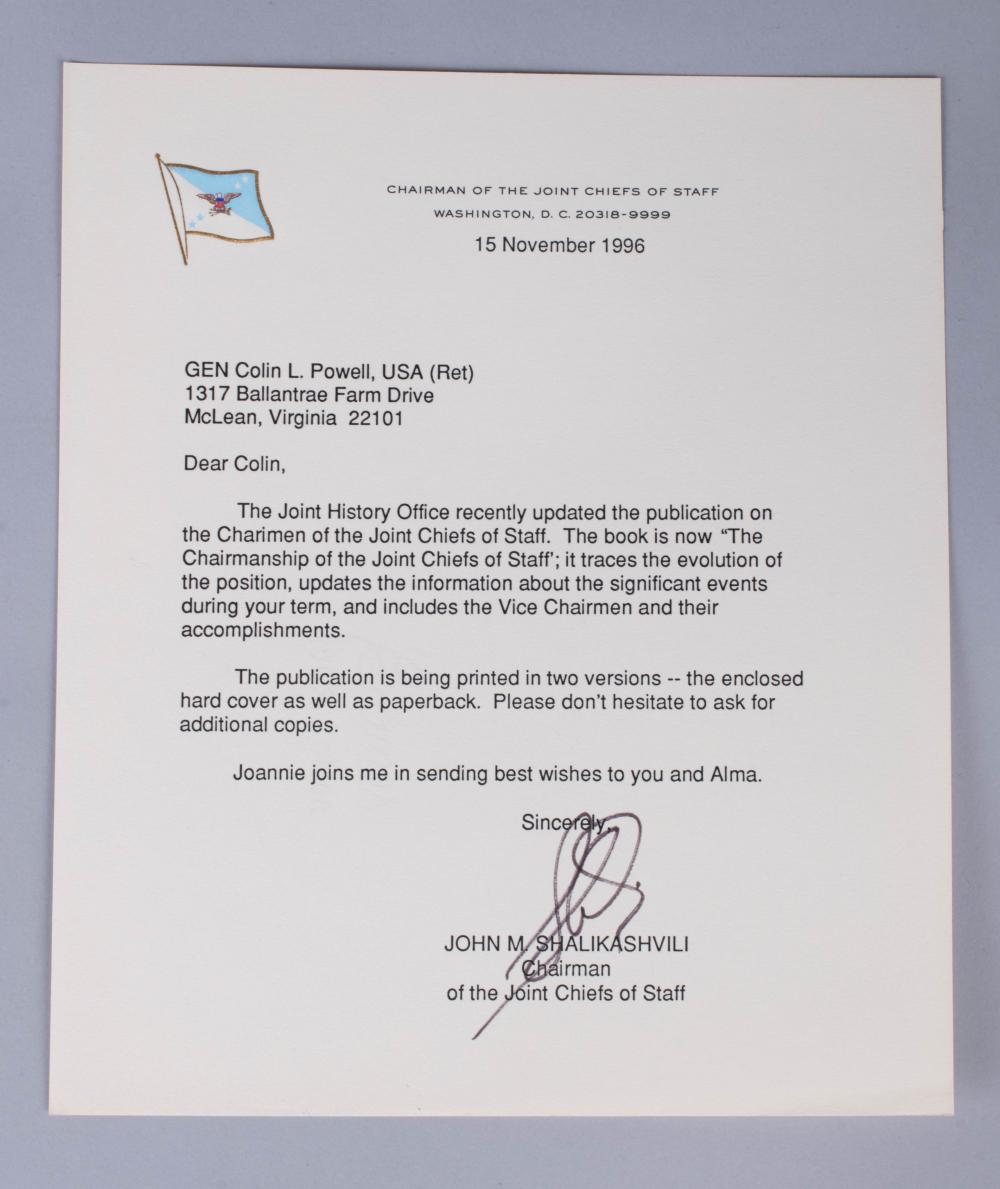 CHAIRMAN OF THE JOINT CHIEFS OF STAFF
WASHINGTON, D. C. 20318-9999
15 November 1996
GEN Colin L. Powell, USA (Ret)
1317 Ballantrae Farm Drive
McLean, Virginia  22101
Dear Colin,
The Joint History Office recently updated the publication on
the Charimen of the Joint Chiefs of Staff.  The book is now “The
Chairmanship of the Joint Chiefs of Staff'; it traces the evolution of
the position, updates the information about the significant events
during your term, and includes the Vice Chairmen and their
accomplishments.
The publication is being printed in two versions -- the enclosed
hard cover as well as paperback.  Please don't hesitate to ask for
additional copies.
Joannie joins me in sending best wishes to you and Alma.
Sincerely,
JOHN M. SHALIKASHVILI
Chairman
of the Joint Chiefs of Staff